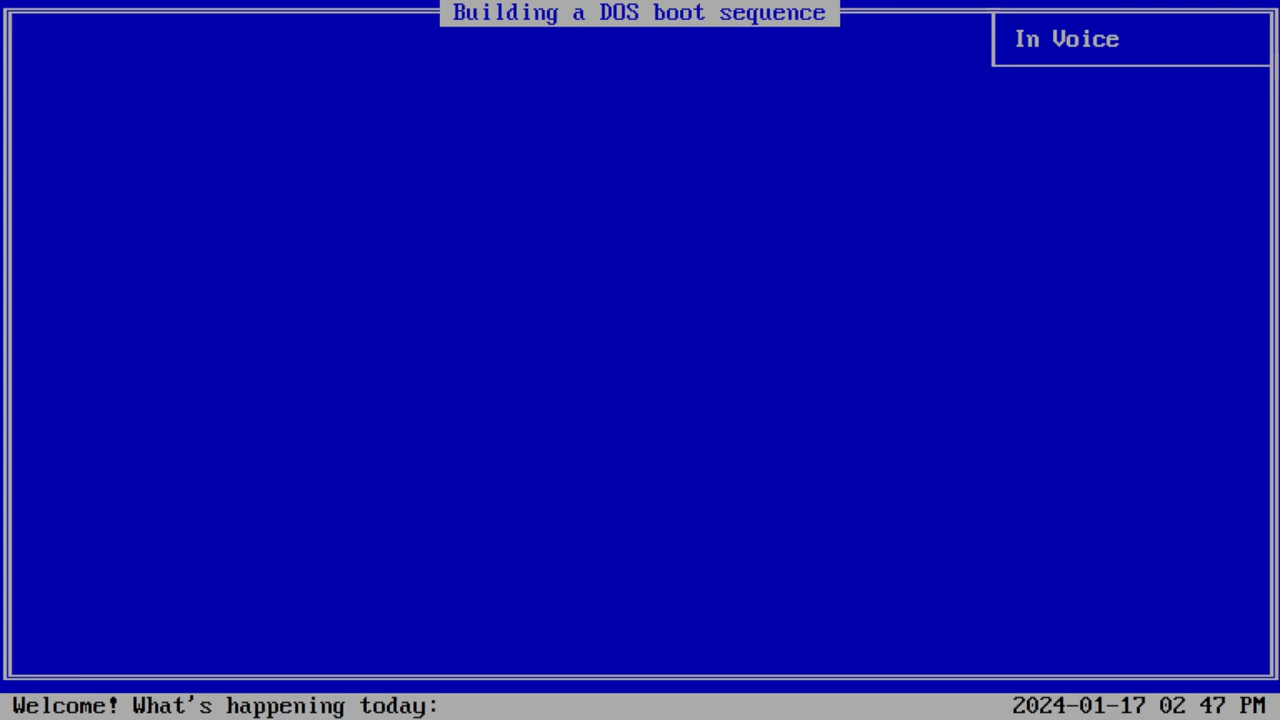 Building a DOS boot sequence
In Voice
Welcome! What's happening today: 2024-01-17 02 47 PM